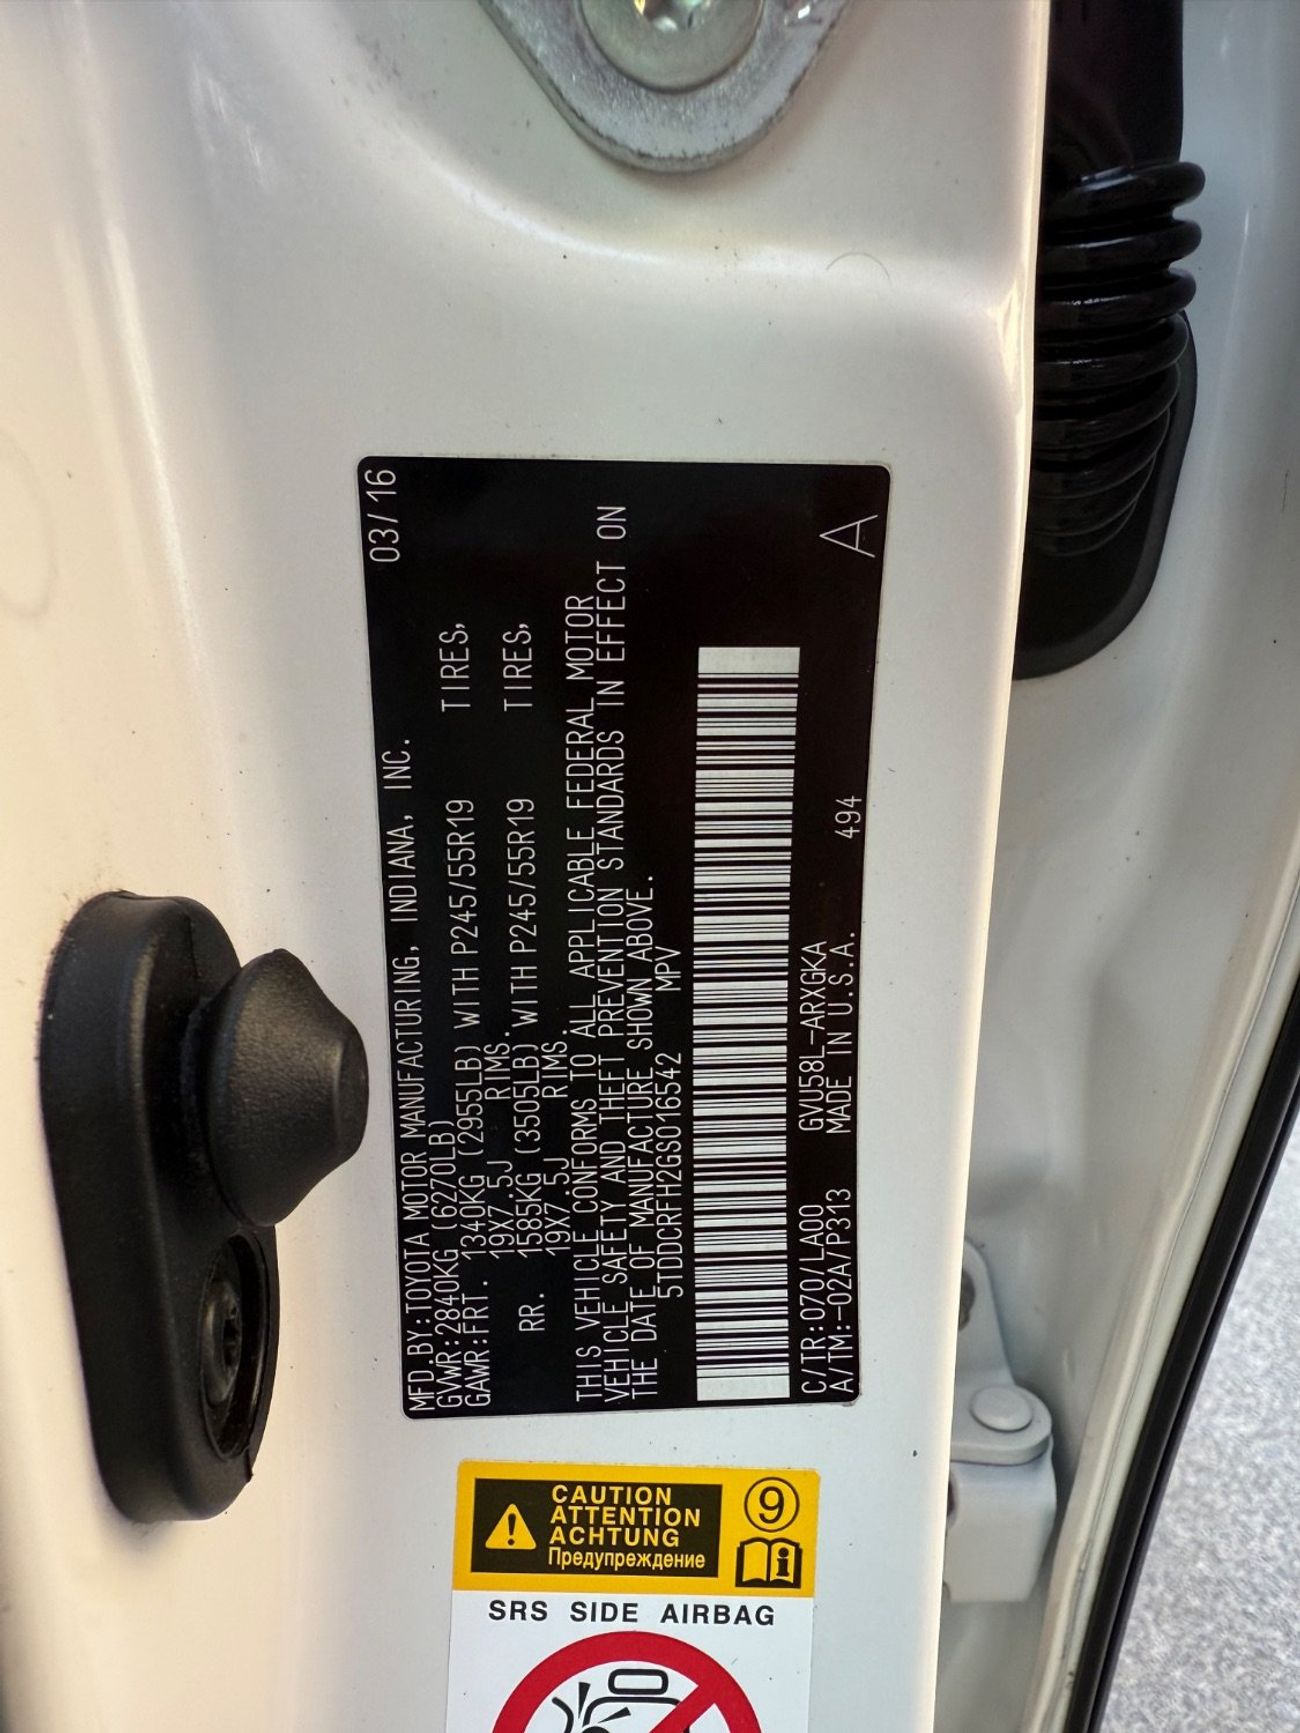 MFD.BY:TOYOTA MOTOR MANUFACTURING, INDIANA, INC. 03/16
GVWR:2840KG (6270LB)
GAWR:FRT. 1340KG (2955LB) WITH P245/55R19 TIRES,
19X7.5J RIMS.
RR. 1585KG (3505LB) WITH P245/55R19 TIRES,
19X7.5J RIMS.
THIS VEHICLE CONFORMS TO ALL APPLICABLE FEDERAL MOTOR
VEHICLE SAFETY AND THEFT PREVENTION STANDARDS IN EFFECT ON
THE DATE OF MANUFACTURE SHOWN ABOVE.
5TDDCRFH2GS016542 MPV
C/TR:070/LA00 GVU58L-ARXGKA
A/TM:-02A/P313 MADE IN U.S.A. 494 A
CAUTION
ATTENTION
ACHTUNG
Предупреждение
9
i
SRS SIDE AIRBAG